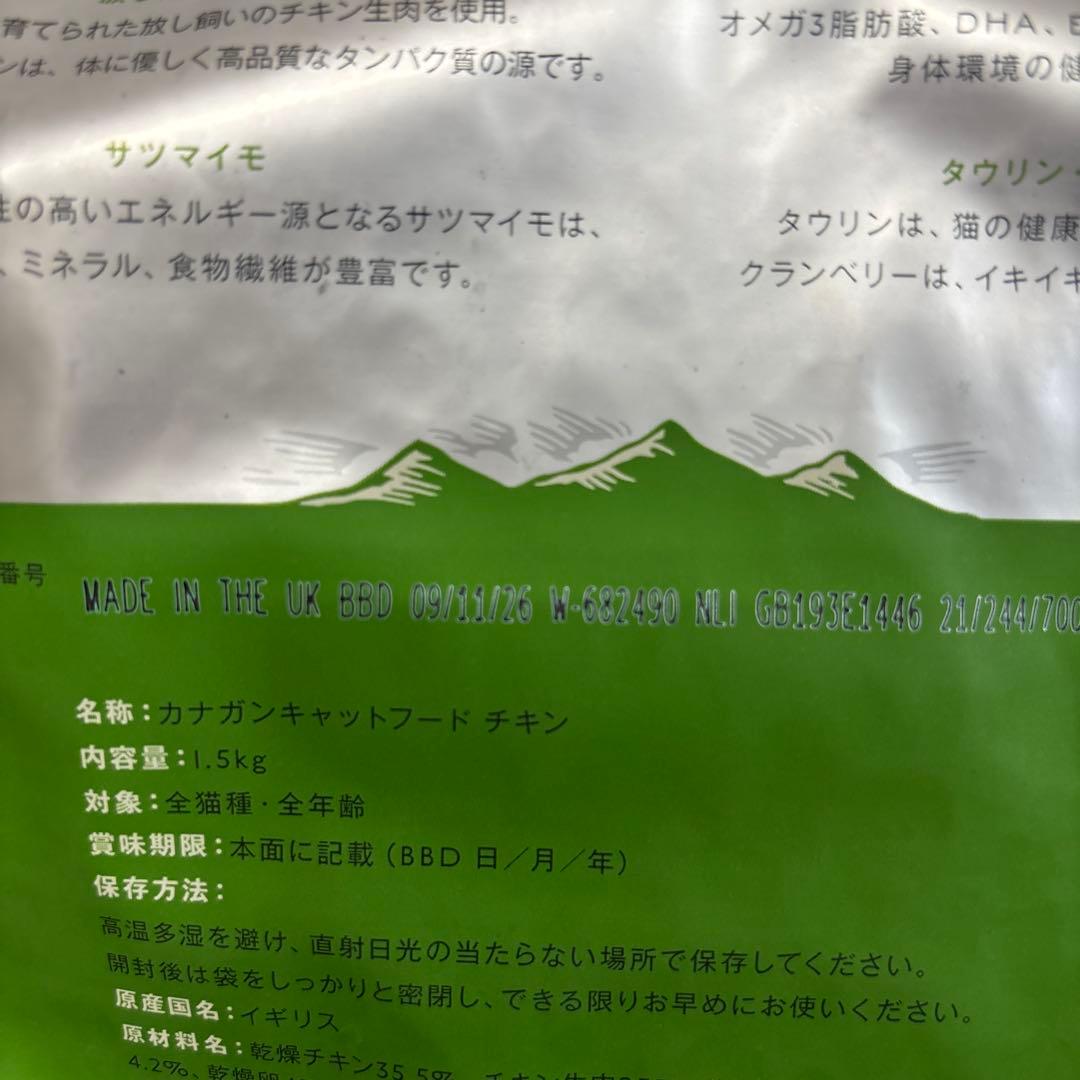 育てられた放し飼いのチキン生肉を使用。
ンは、体に優しく高品質なタンパク質の源です。
サツマイモ
性の高いエネルギー源となるサツマイモは、
、ミネラル、食物繊維が豊富です。
オメガ3脂肪酸、DHA、E
身体環境の健
タウリン・
タウリンは、猫の健康
クランベリーは、イキイキ
番号
MADE IN THE UK BBD 09/11/26 W-682490 NLI GB193E1446 21/244/700
名称：カナガンキャットフード チキン
内容量：1.5kg
対象：全猫種・全年齢
賞味期限：本面に記載（BBD 日／月／年）
保存方法：
高温多湿を避け、直射日光の当たらない場所で保存してください。
開封後は袋をしっかりと密閉し、できる限りお早めにお使いください。
原産国名：イギリス
原材料名：乾燥チキン35.5%、チキン生肉
4.2%、乾燥卵